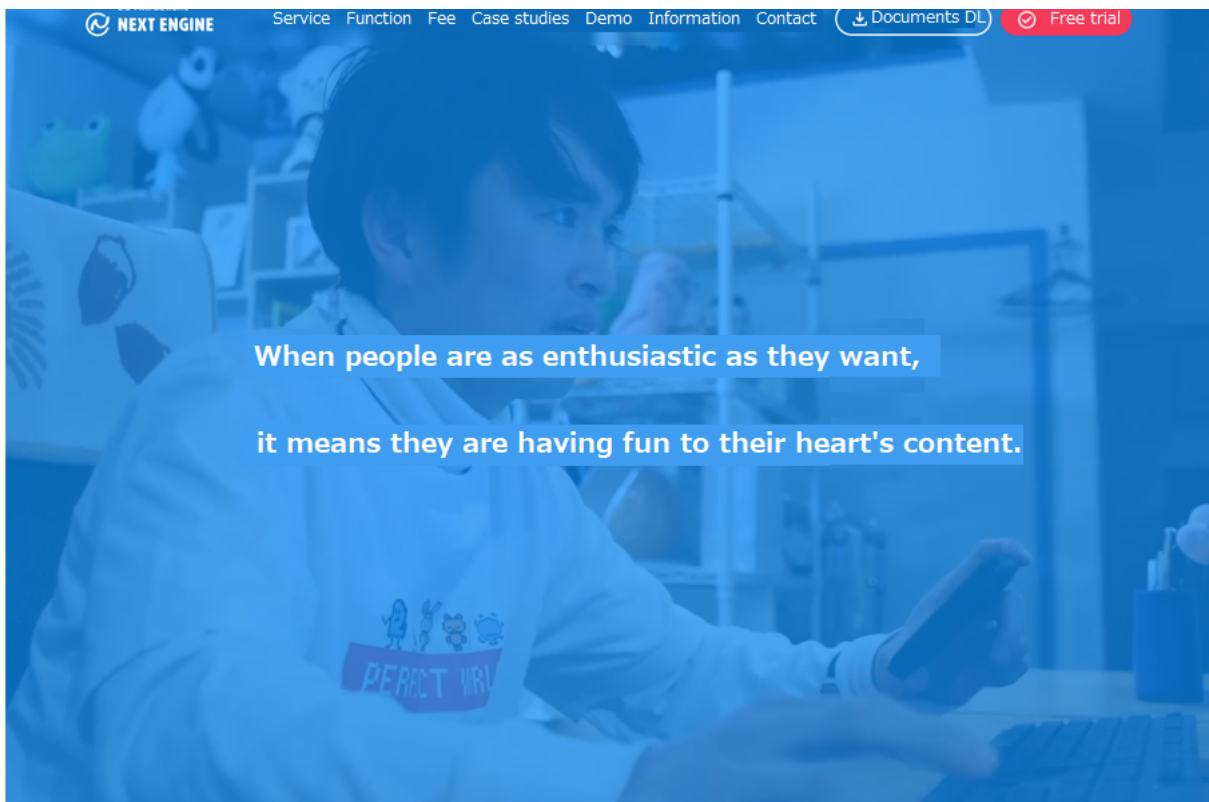 NEXT ENGINE
Service Function Fee Case studies Demo Information Contact Documents DL Free trial
When people are as enthusiastic as they want,
it means they are having fun to their heart's content.
PERFECT